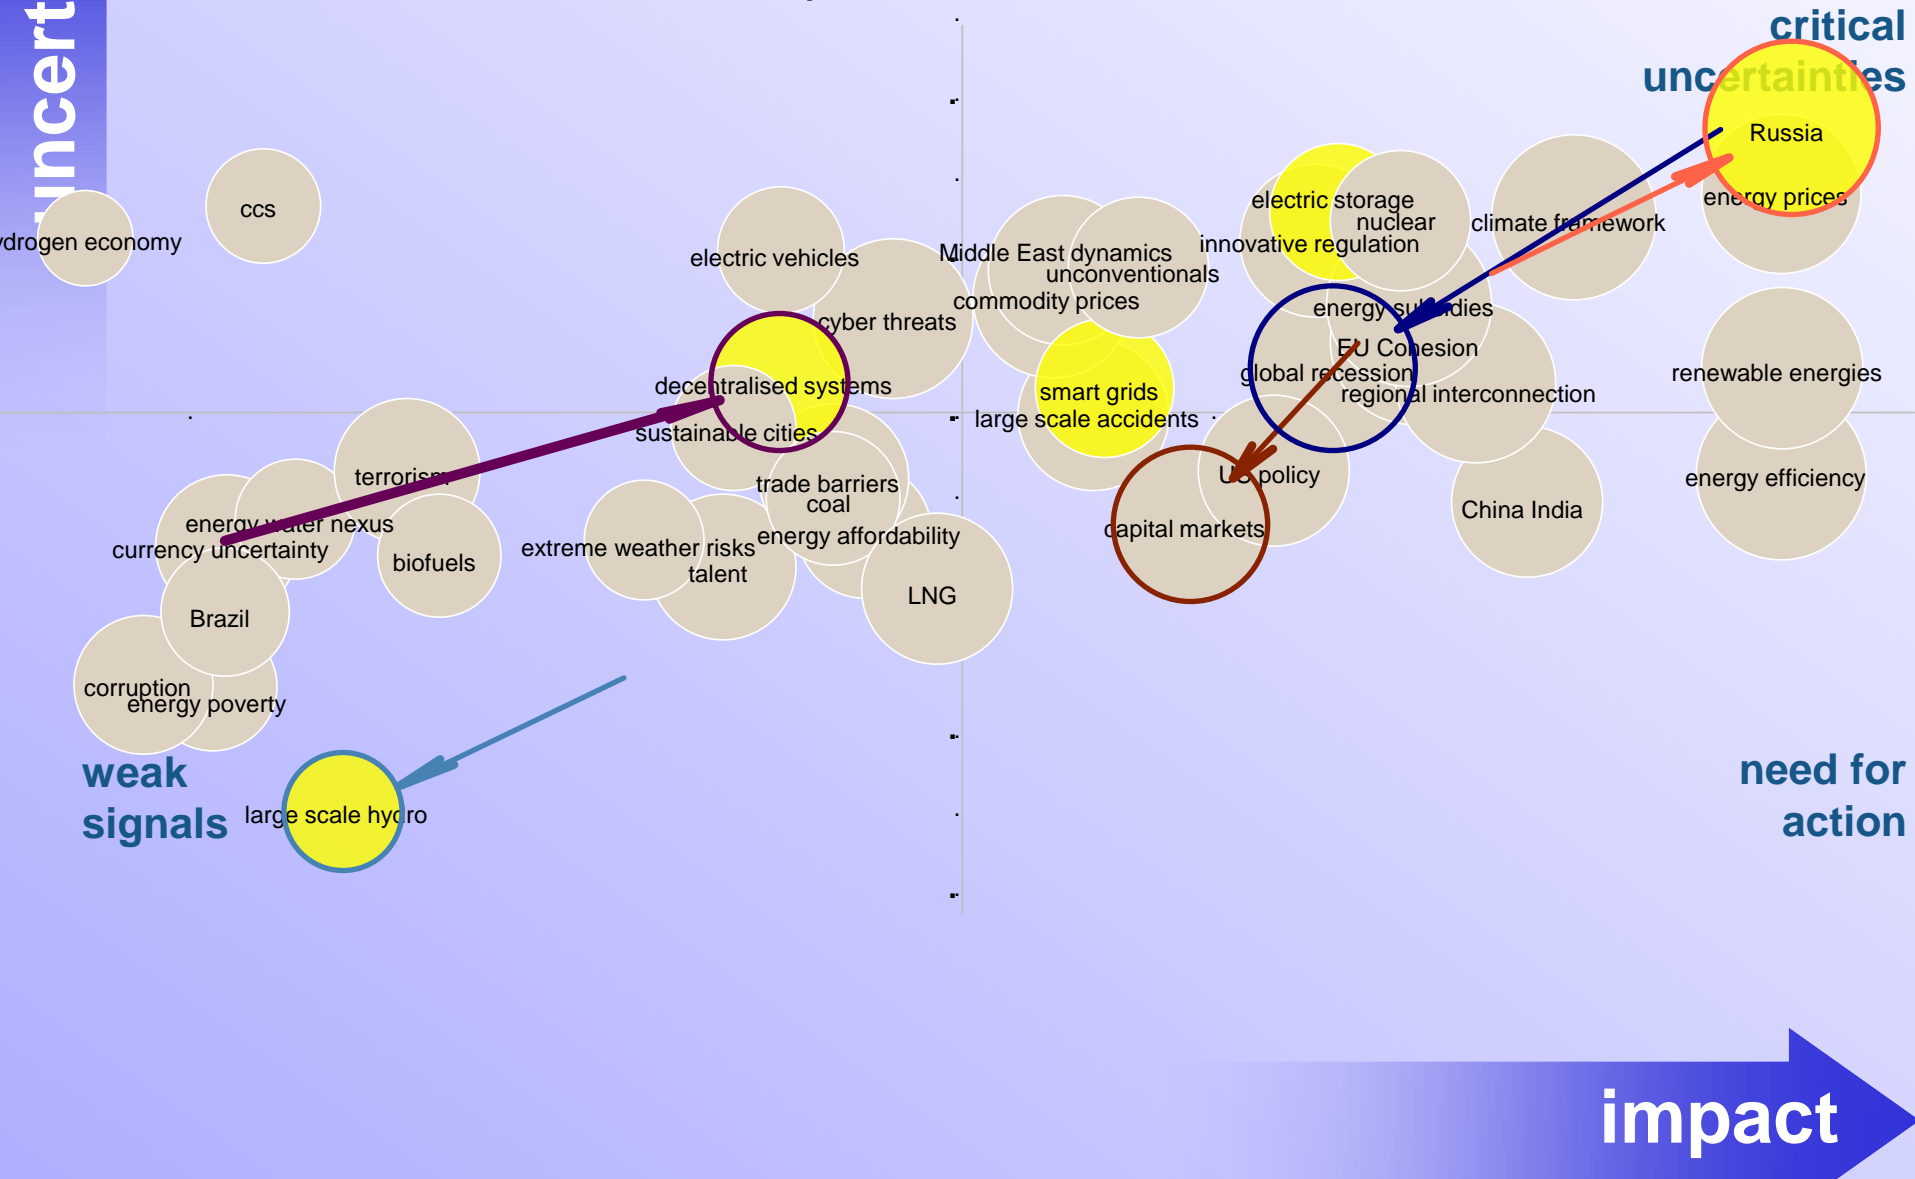 critical
uncertainties
uncert
Russia
energy prices
ccs
electric storage
nuclear
climate framework
innovative regulation
ydrogen economy
electric vehicles
Middle East dynamics
unconventionals
commodity prices
energy subsidies
cyber threats
EU Cohesion
global recession
renewable energies
decentralised systems
smart grids
regional interconnection
large scale accidents
sustainable cities
terrorism
US policy
energy efficiency
trade barriers
coal
China India
energy water nexus
capital markets
energy affordability
currency uncertainty
extreme weather risks
biofuels
talent
LNG
Brazil
corruption
energy poverty
weak
signals
large scale hydro
need for
action
impact